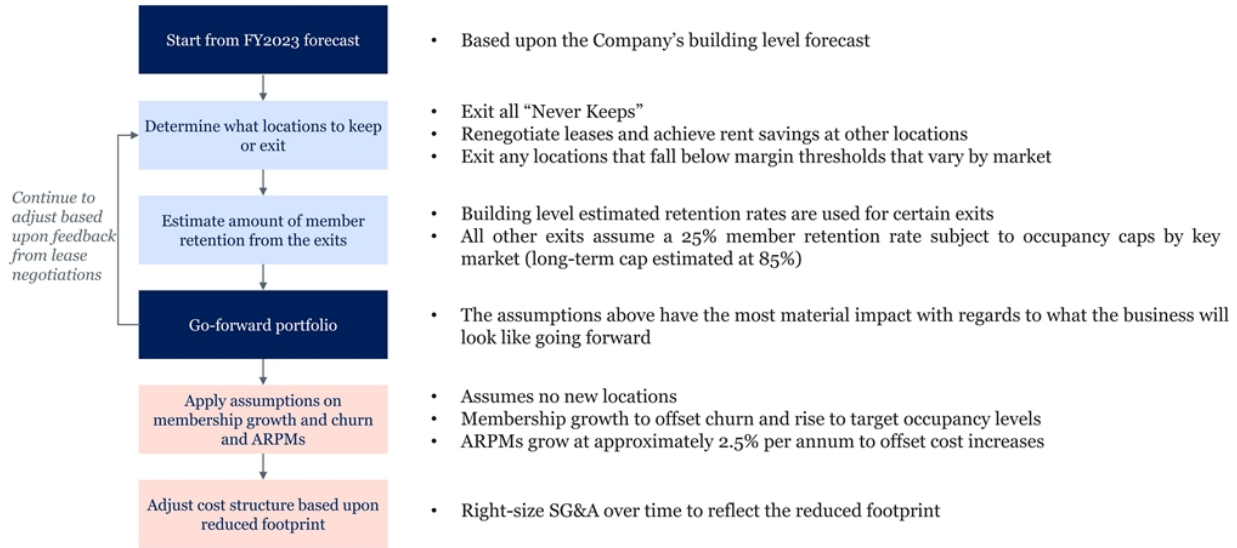 Start from FY2023 forecast
• Based upon the Company's building level forecast
Determine what locations to keep
or exit
• Exit all “Never Keeps”
• Renegotiate leases and achieve rent savings at other locations
• Exit any locations that fall below margin thresholds that vary by market
Continue to
adjust based
upon feedback
from lease
negotiations
Estimate amount of member
retention from the exits
• Building level estimated retention rates are used for certain exits
• All other exits assume a 25% member retention rate subject to occupancy caps by key
market (long-term cap estimated at 85%)
Go-forward portfolio
• The assumptions above have the most material impact with regards to what the business will
look like going forward
Apply assumptions on
membership growth and churn
and ARPMs
• Assumes no new locations
• Membership growth to offset churn and rise to target occupancy levels
• ARPMs grow at approximately 2.5% per annum to offset cost increases
Adjust cost structure based upon
reduced footprint
• Right-size SG&A over time to reflect the reduced footprint